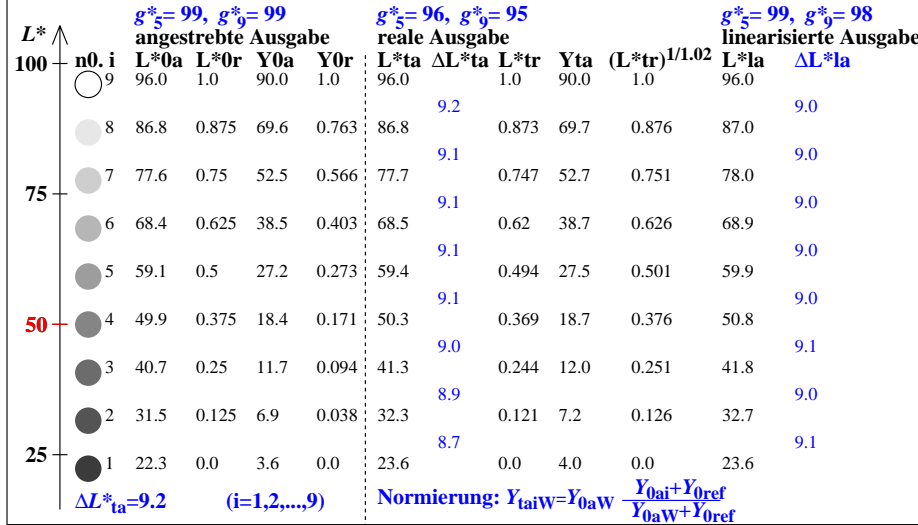 g*5= 99, g*9= 99 g*5= 96, g*9= 95 g*5= 99, g*9= 98
L* angestrebte Ausgabe reale Ausgabe linearisierte Ausgabe
n0. i L*0a L*0r Y0a Y0r L*ta ΔL*ta L*tr Yta (L*tr)1/1.02 L*la ΔL*la
100 9 96.0 1.0 90.0 1.0 96.0 1.0 90.0 1.0 96.0
9.2 9.0
8 86.8 0.875 69.6 0.763 86.8 0.873 69.7 0.876 87.0
9.1 9.0
7 77.6 0.75 52.5 0.566 77.7 0.747 52.7 0.751 78.0
75 9.1 9.0
6 68.4 0.625 38.5 0.403 68.5 0.62 38.7 0.626 68.9
9.1 9.0
5 59.1 0.5 27.2 0.273 59.4 0.494 27.5 0.501 59.9
9.1 9.0
50 4 49.9 0.375 18.4 0.171 50.3 0.369 18.7 0.376 50.8
9.0 9.1
3 40.7 0.25 11.7 0.094 41.3 0.244 12.0 0.251 41.8
8.9 9.0
2 31.5 0.125 6.9 0.038 32.3 0.121 7.2 0.126 32.7
8.7 9.1
25 1 22.3 0.0 3.6 0.0 23.6 0.0 4.0 0.0 23.6
ΔL*ta=9.2 (i=1,2,...,9) Normierung: YtaiW=Y0aW Y0ai+Y0ref
Y0aW+Y0ref